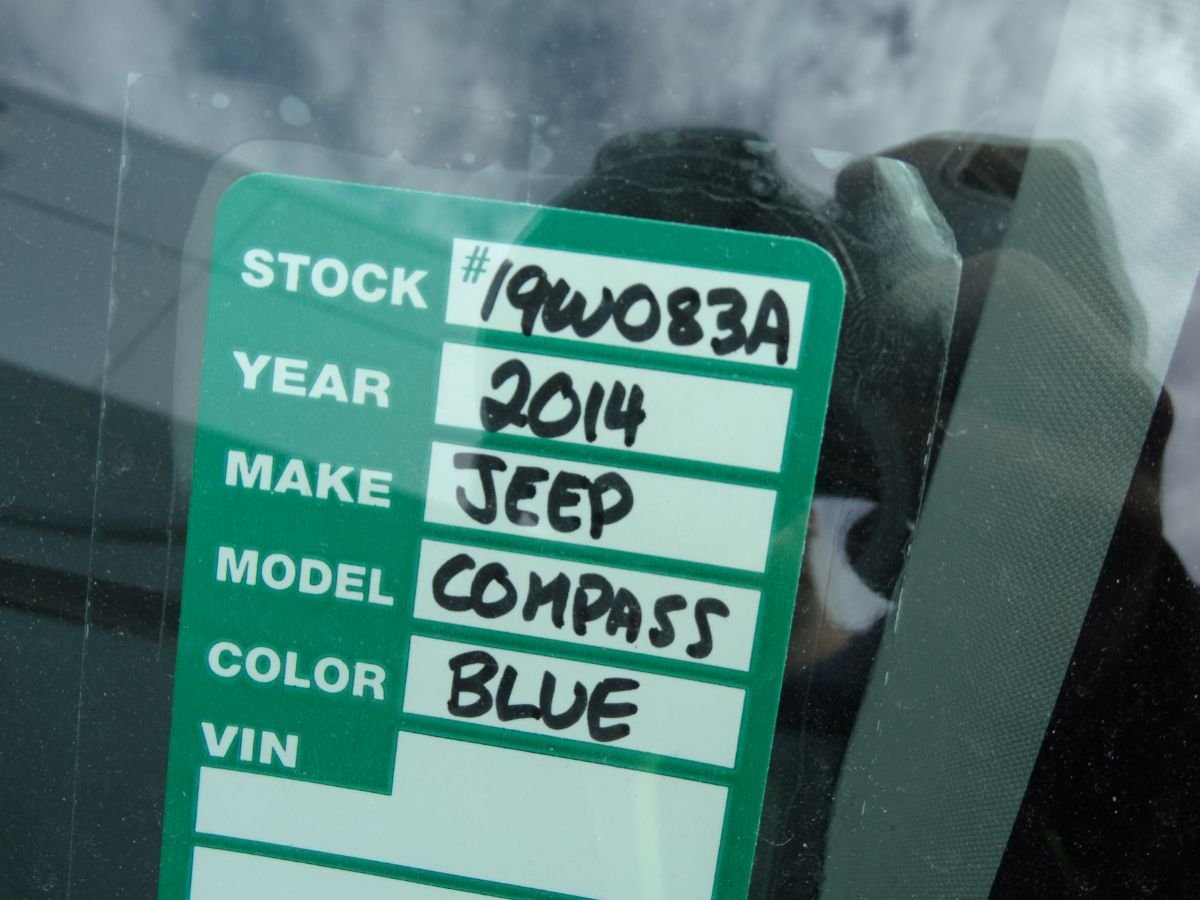 STOCK #19W083A
YEAR 2014
MAKE JEEP
MODEL COMPASS
COLOR BLUE
VIN